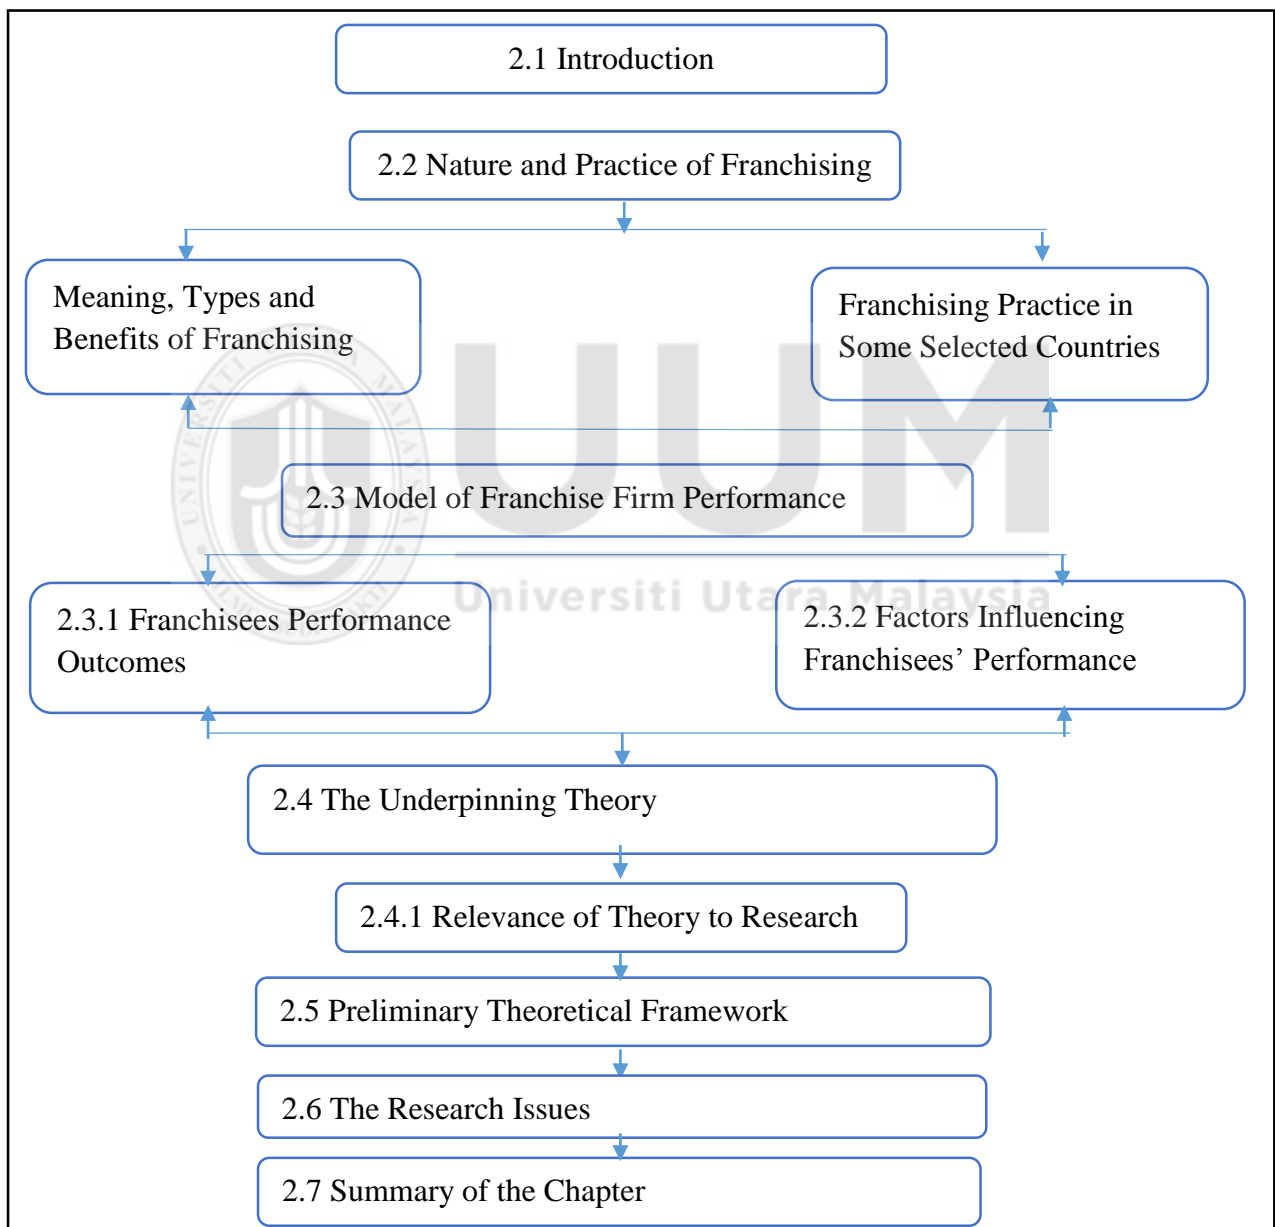 2.1 Introduction
2.2 Nature and Practice of Franchising
Meaning, Types and
Benefits of Franchising
Franchising Practice in
Some Selected Countries
UNIVERSITI UTARA MALAYSIA
UUM
2.3 Model of Franchise Firm Performance
Universiti Utara Malaysia
2.3.1 Franchisees Performance
Outcomes
2.3.2 Factors Influencing
Franchisees’ Performance
2.4 The Underpinning Theory
2.4.1 Relevance of Theory to Research
2.5 Preliminary Theoretical Framework
2.6 The Research Issues
2.7 Summary of the Chapter